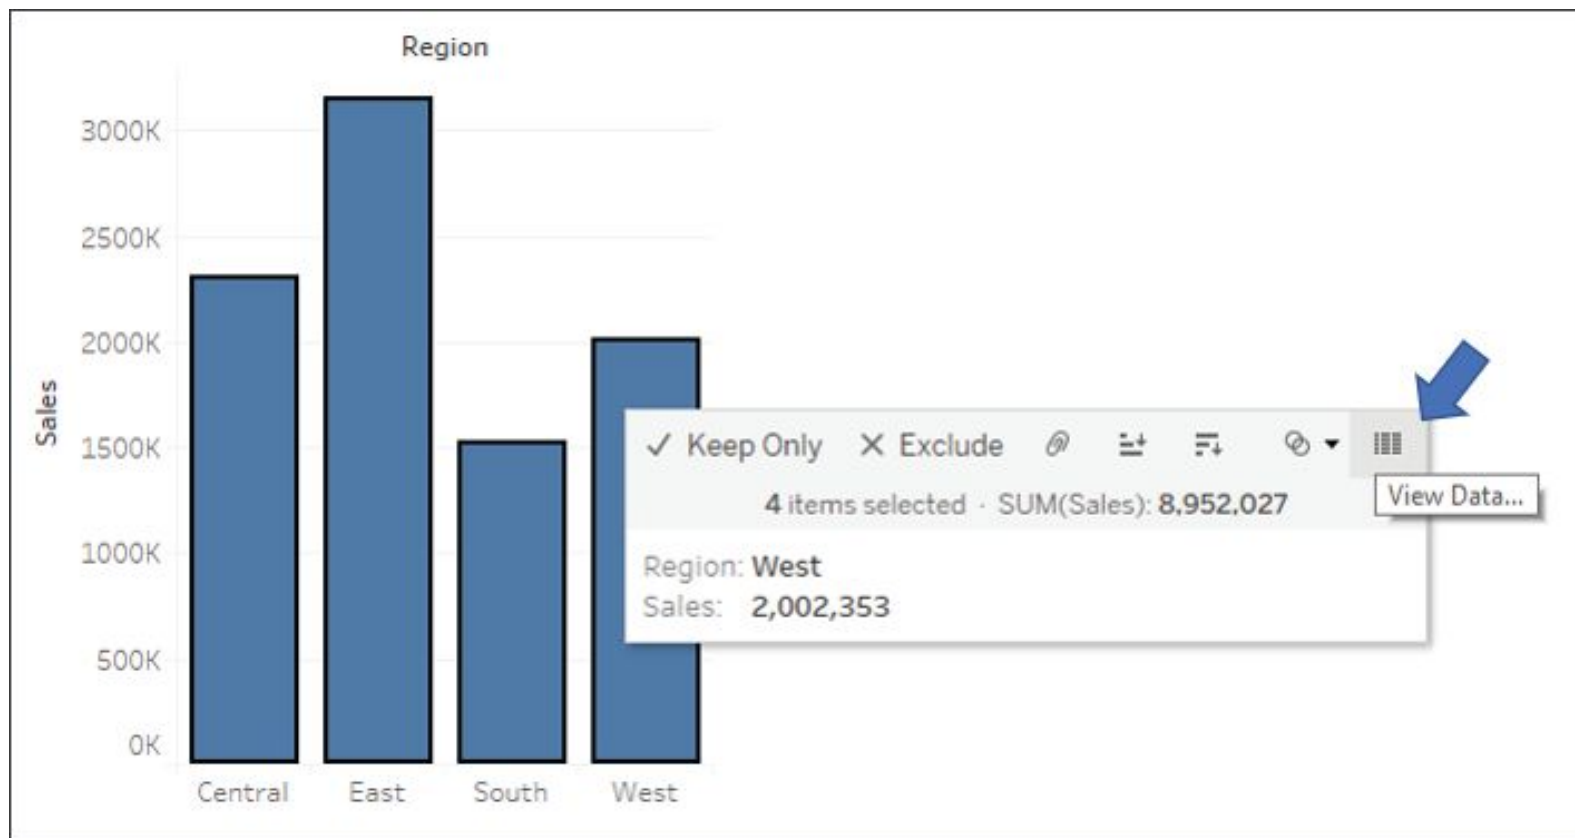 Region
3000K
2500K
2000K
1500K
1000K
500K
0K
Sales
Central East South West
Keep Only Exclude
4 items selected · SUM(Sales): 8,952,027
View Data...
Region: West
Sales: 2,002,353